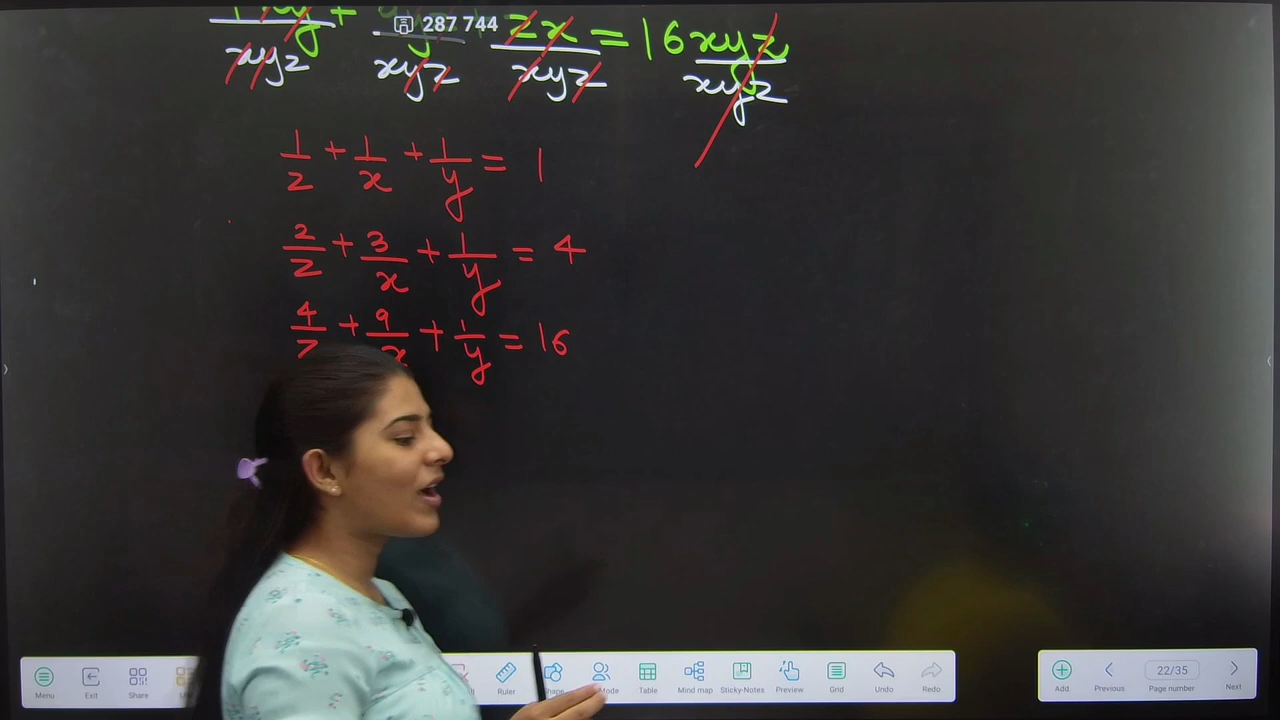 287 744
zx/xyz = 16xyz/xyz
1/z + 1/x + 1/y = 1
2/z + 3/x + 1/y = 4
4/z + 9/x + 1/y = 16
Menu Exit Share Ruler Shape Mode Table Mind map Sticky-Notes Preview Grid Undo Redo Add Previous 22/35 Page number Next